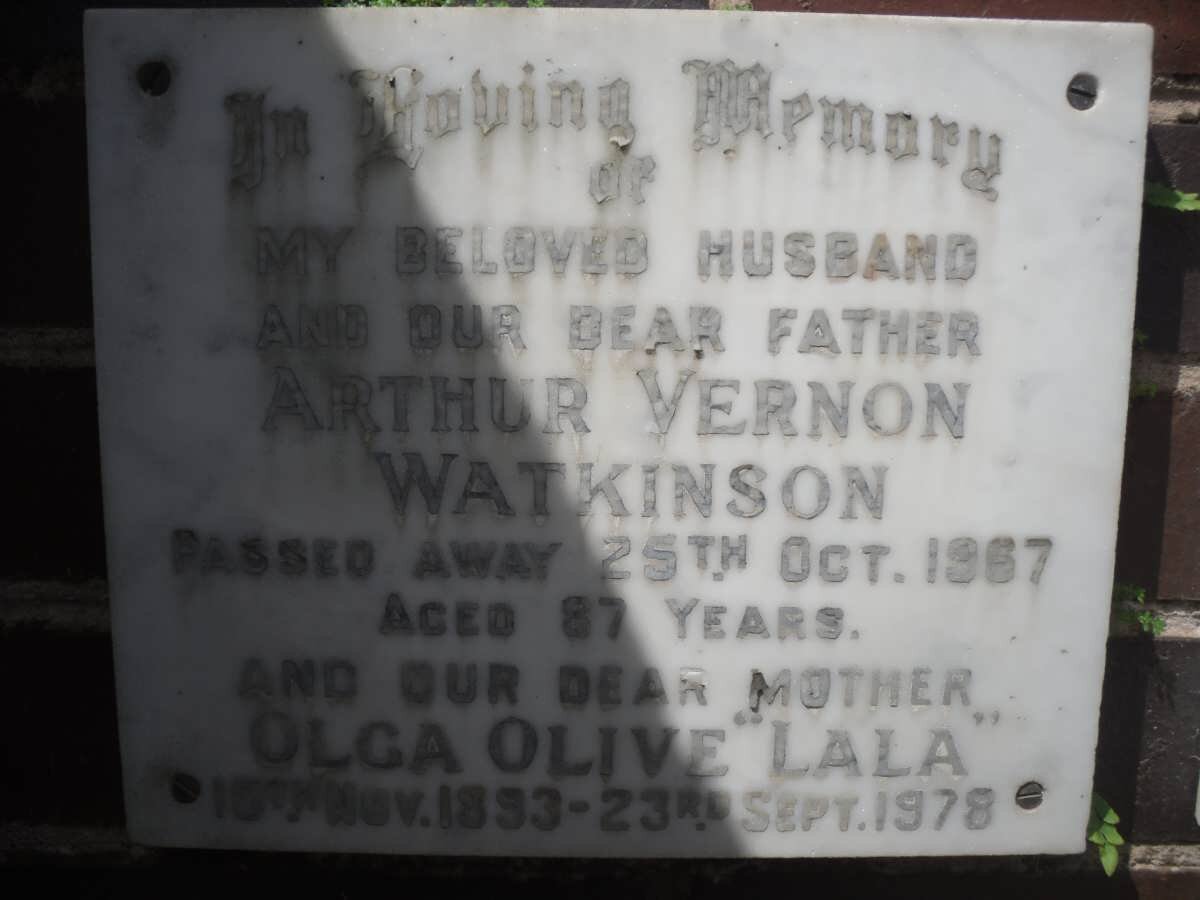 In Loving Memory
of
MY BELOVED HUSBAND
AND OUR DEAR FATHER
ARTHUR VERNON
WATKINSON
PASSED AWAY 25TH OCT. 1967
AGED 87 YEARS.
AND OUR DEAR MOTHER
OLGA OLIVE "LALA"
NOV. 1893-23RD SEPT. 1978